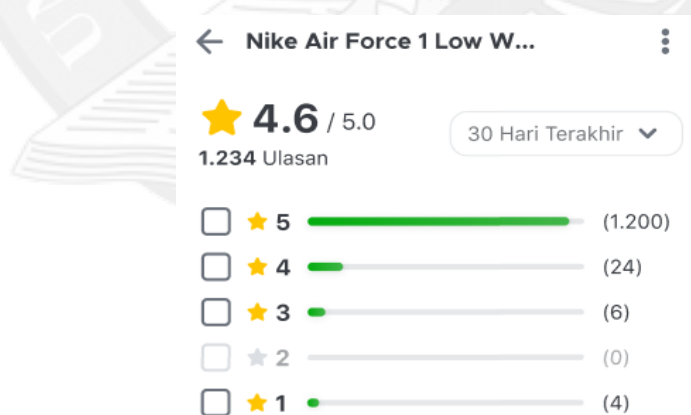 Nike Air Force 1 Low W...
4.6 / 5.0
30 Hari Terakhir
1.234 Ulasan
5 (1.200)
4 (24)
3 (6)
2 (0)
1 (4)